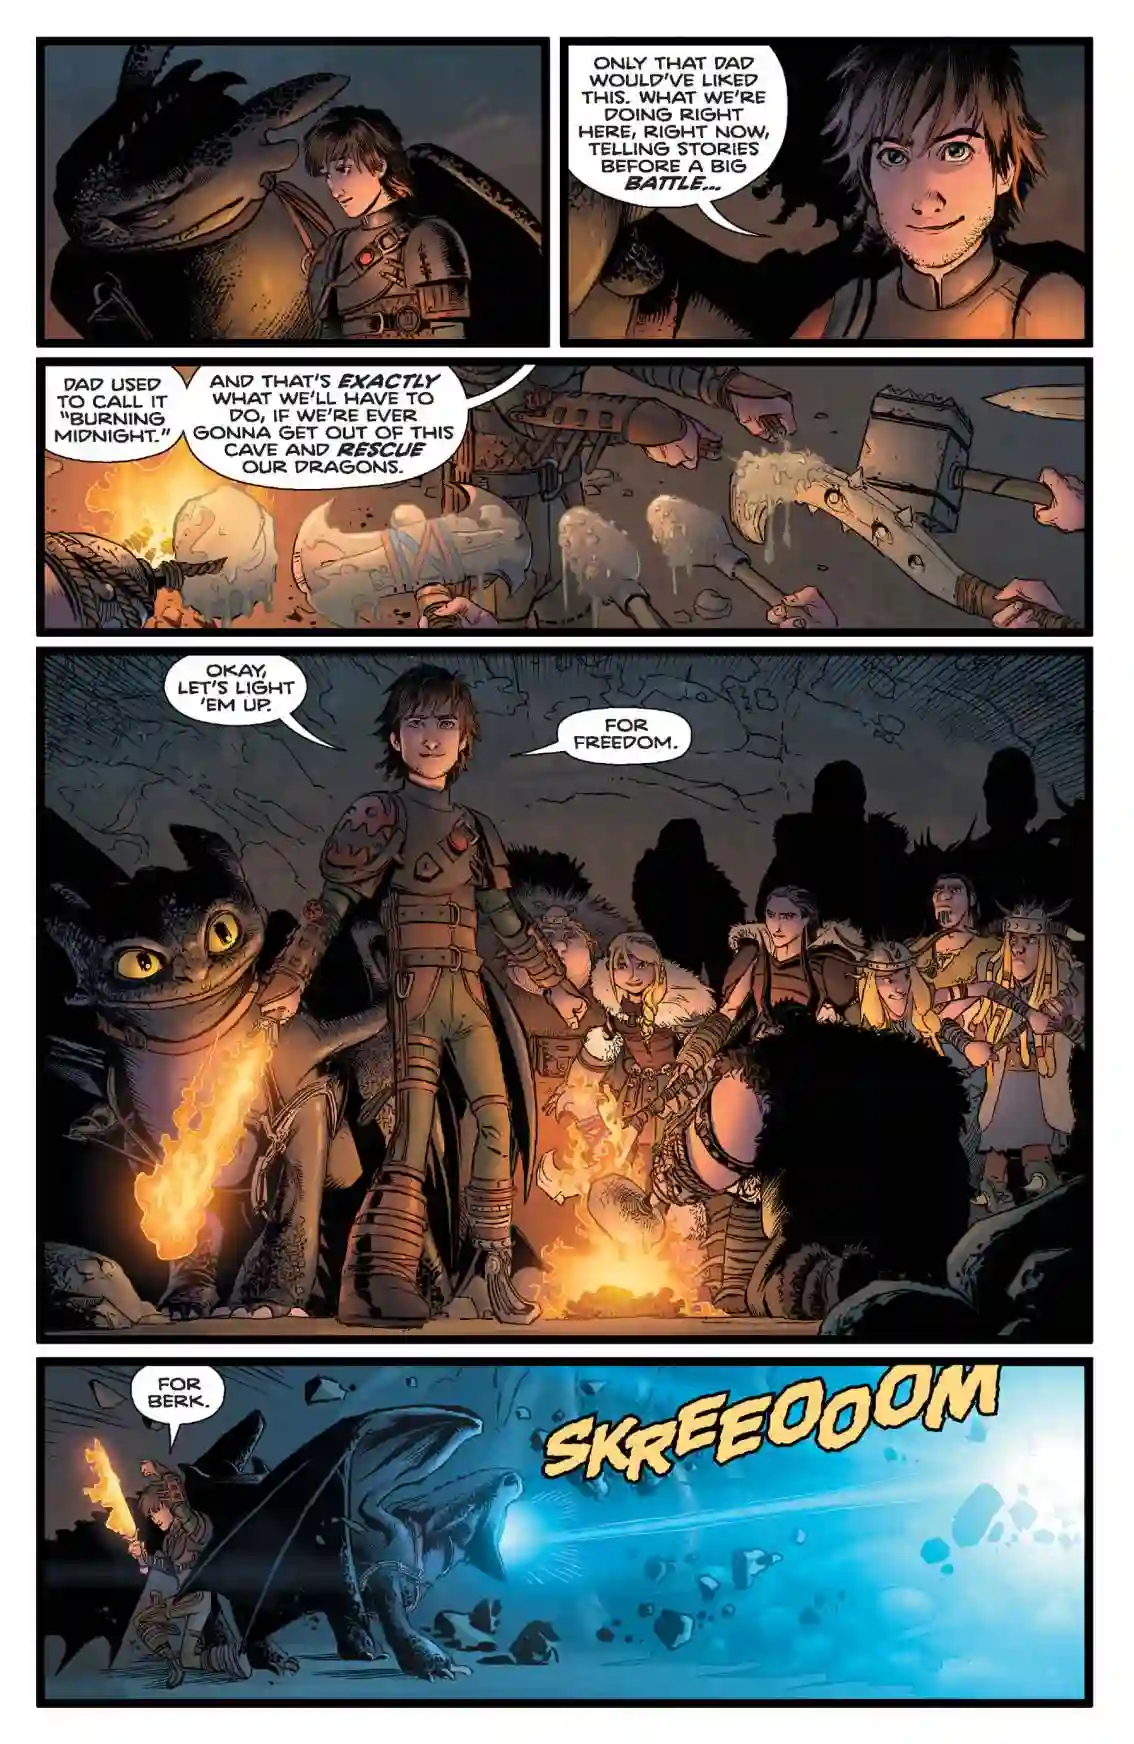 ONLY THAT DAD
WOULD'VE LIKED
THIS. WHAT WE'RE
DOING RIGHT
HERE, RIGHT NOW,
TELLING STORIES
BEFORE A BIG
BATTLE...
DAD USED
TO CALL IT
"BURNING
MIDNIGHT."
AND THAT'S EXACTLY
WHAT WE'LL HAVE TO
DO, IF WE'RE EVER
GONNA GET OUT OF THIS
CAVE AND RESCUE
OUR DRAGONS.
OKAY,
LET'S LIGHT
'EM UP.
FOR
FREEDOM.
FOR
BERK.
SKREEOOOOM